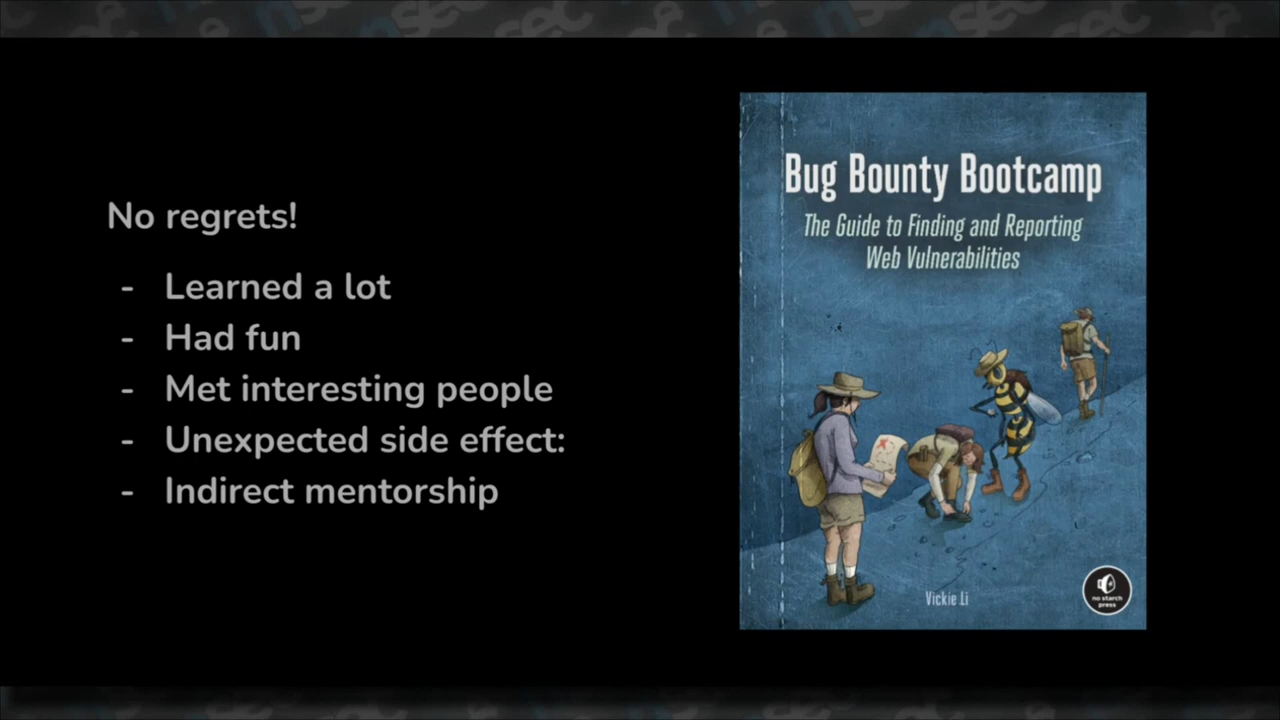 No regrets!
- Learned a lot
- Had fun
- Met interesting people
- Unexpected side effect:
- Indirect mentorship
Bug Bounty Bootcamp
The Guide to Finding and Reporting
Web Vulnerabilities
Vickie Li
no starch
press